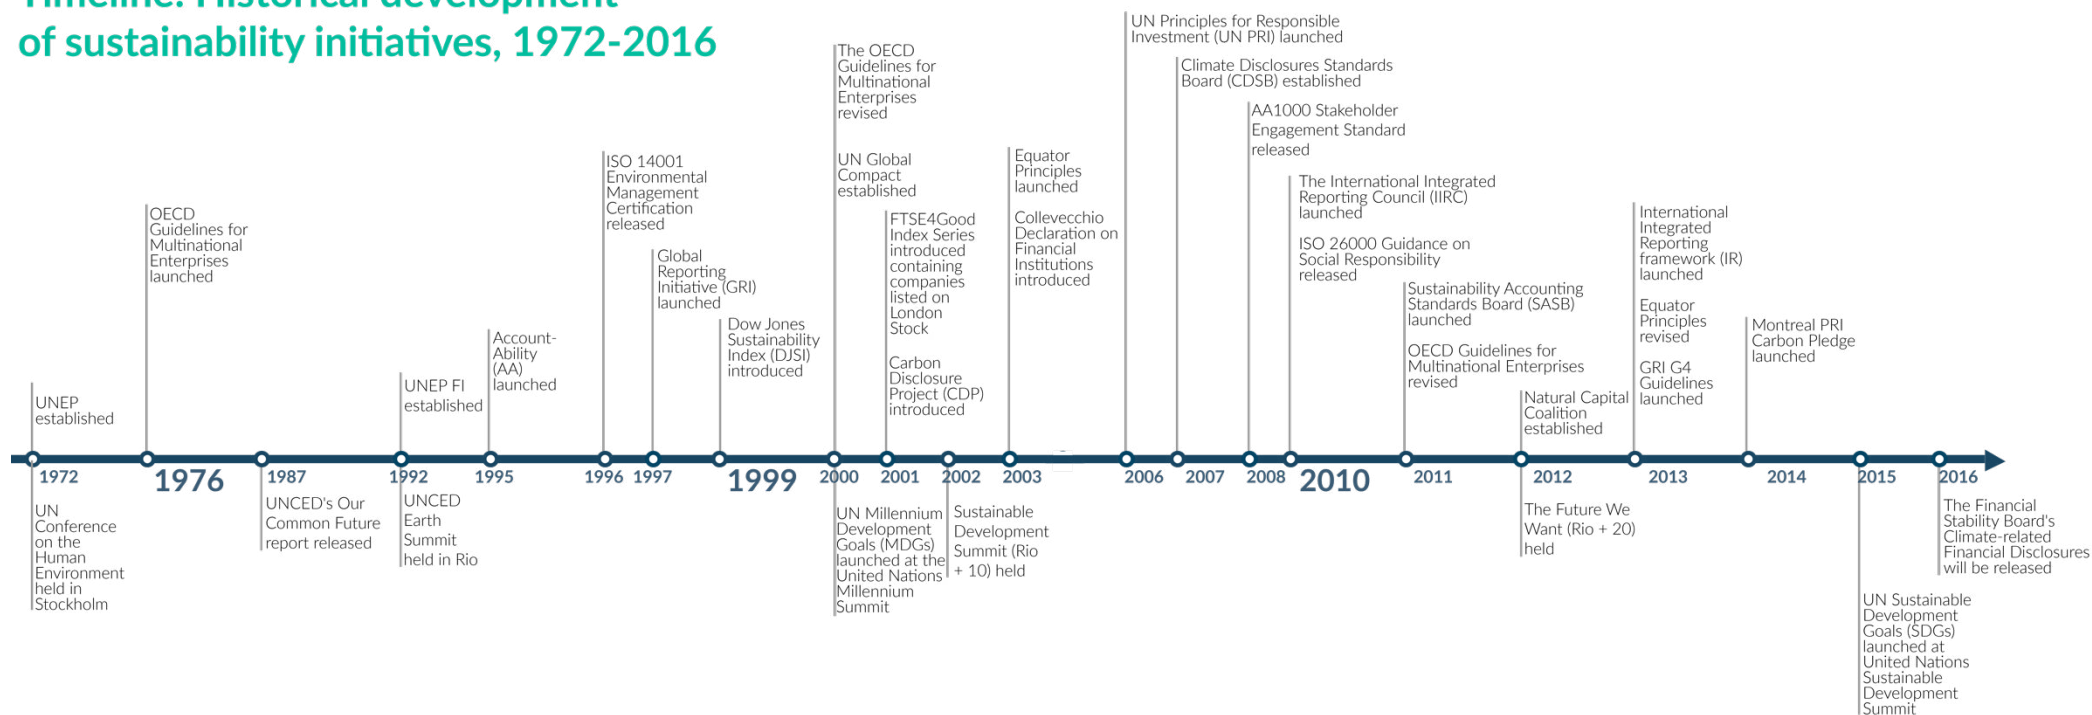 Timeline: Historical development
of sustainability initiatives, 1972-2016
UNEP
established
1972
UN
Conference
on the
Human
Environment
held in
Stockholm
OECD
Guidelines for
Multinational
Enterprises
launched
1976
1987
UNCED's Our
Common Future
report released
UNEP FI
established
1992
UNCED
Earth
Summit
held in Rio
Account-
Ability
(AA)
launched
1995
ISO 14001
Environmental
Management
Certification
released
1996
Global
Reporting
Initiative (GRI)
launched
1997
Dow Jones
Sustainability
Index (DJSI)
introduced
1999
The OECD
Guidelines for
Multinational
Enterprises
revised
UN Global
Compact
established
2000
UN Millennium
Development
Goals (MDGs)
launched at the
United Nations
Millennium
Summit
FTSE4Good
Index Series
introduced
containing
companies
listed on
London
Stock
Carbon
Disclosure
Project (CDP)
introduced
2001
2002
Sustainable
Development
Summit (Rio
+ 10) held
Equator
Principles
launched
Collevecchio
Declaration on
Financial
Institutions
introduced
2003
UN Principles for Responsible
Investment (UN PRI) launched
2006
Climate Disclosures Standards
Board (CDSB) established
2007
AA1000 Stakeholder
Engagement Standard
released
2008
The International Integrated
Reporting Council (IIRC)
launched
ISO 26000 Guidance on
Social Responsibility
released
2010
Sustainability Accounting
Standards Board (SASB)
launched
OECD Guidelines for
Multinational Enterprises
revised
2011
Natural Capital
Coalition
established
2012
The Future We
Want (Rio + 20)
held
International
Integrated
Reporting
framework (IR)
launched
Equator
Principles
revised
GRI G4
Guidelines
launched
2013
Montreal PRI
Carbon Pledge
launched
2014
2015
UN Sustainable
Development
Goals (SDGs)
launched at
United Nations
Sustainable
Development
Summit
2016
The Financial
Stability Board's
Climate-related
Financial Disclosures
will be released